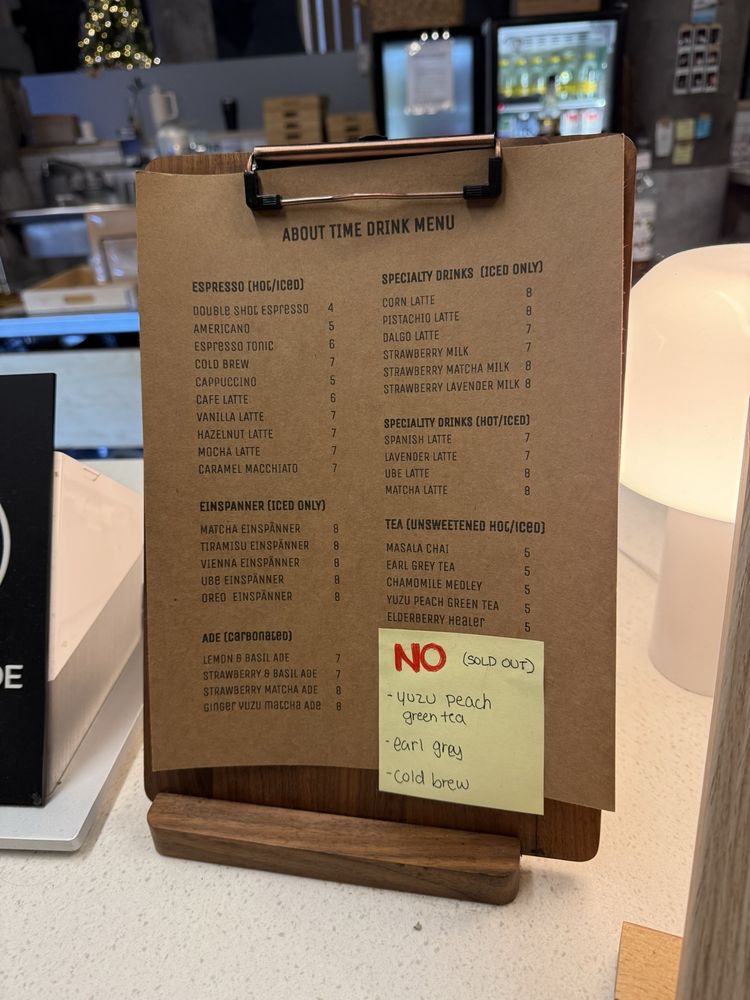 ABOUT TIME DRINK MENU
ESPRESSO (HOT/ICED)
DOUBLE SHOT ESPRESSO 4
AMERICANO 5
ESPRESSO TONIC 6
COLD BREW 7
CAPPUCCINO 5
CAFE LATTE 6
VANILLA LATTE 7
HAZELNUT LATTE 7
MOCHA LATTE 7
CARAMEL MACCHIATO 7
EINSPANNER (ICED ONLY)
MATCHA EINSPÄNNER 8
TIRAMISU EINSPÄNNER 8
VIENNA EINSPÄNNER 8
UBE EINSPÄNNER 8
OREO EINSPÄNNER 8
ADE (CARBONATED)
LEMON & BASIL ADE 7
STRAWBERRY & BASIL ADE 7
STRAWBERRY MATCHA ADE 8
GINGER YUZU MATCHA ADE 8
SPECIALTY DRINKS (ICED ONLY)
CORN LATTE 8
PISTACHIO LATTE 8
DALGO LATTE 7
STRAWBERRY MILK 7
STRAWBERRY MATCHA MILK 8
STRAWBERRY LAVENDER MILK 8
SPECIALITY DRINKS (HOT/ICED)
SPANISH LATTE 7
LAVENDER LATTE 7
UBE LATTE 8
MATCHA LATTE 8
TEA (UNSWEETENED HOT/ICED)
MASALA CHAI 5
EARL GREY TEA 5
CHAMOMILE MEDLEY 5
YUZU PEACH GREEN TEA 5
ELDERBERRY HEALER 5
NO (SOLD OUT)
- yuzu peach
green tea
- earl grey
- cold brew
DE